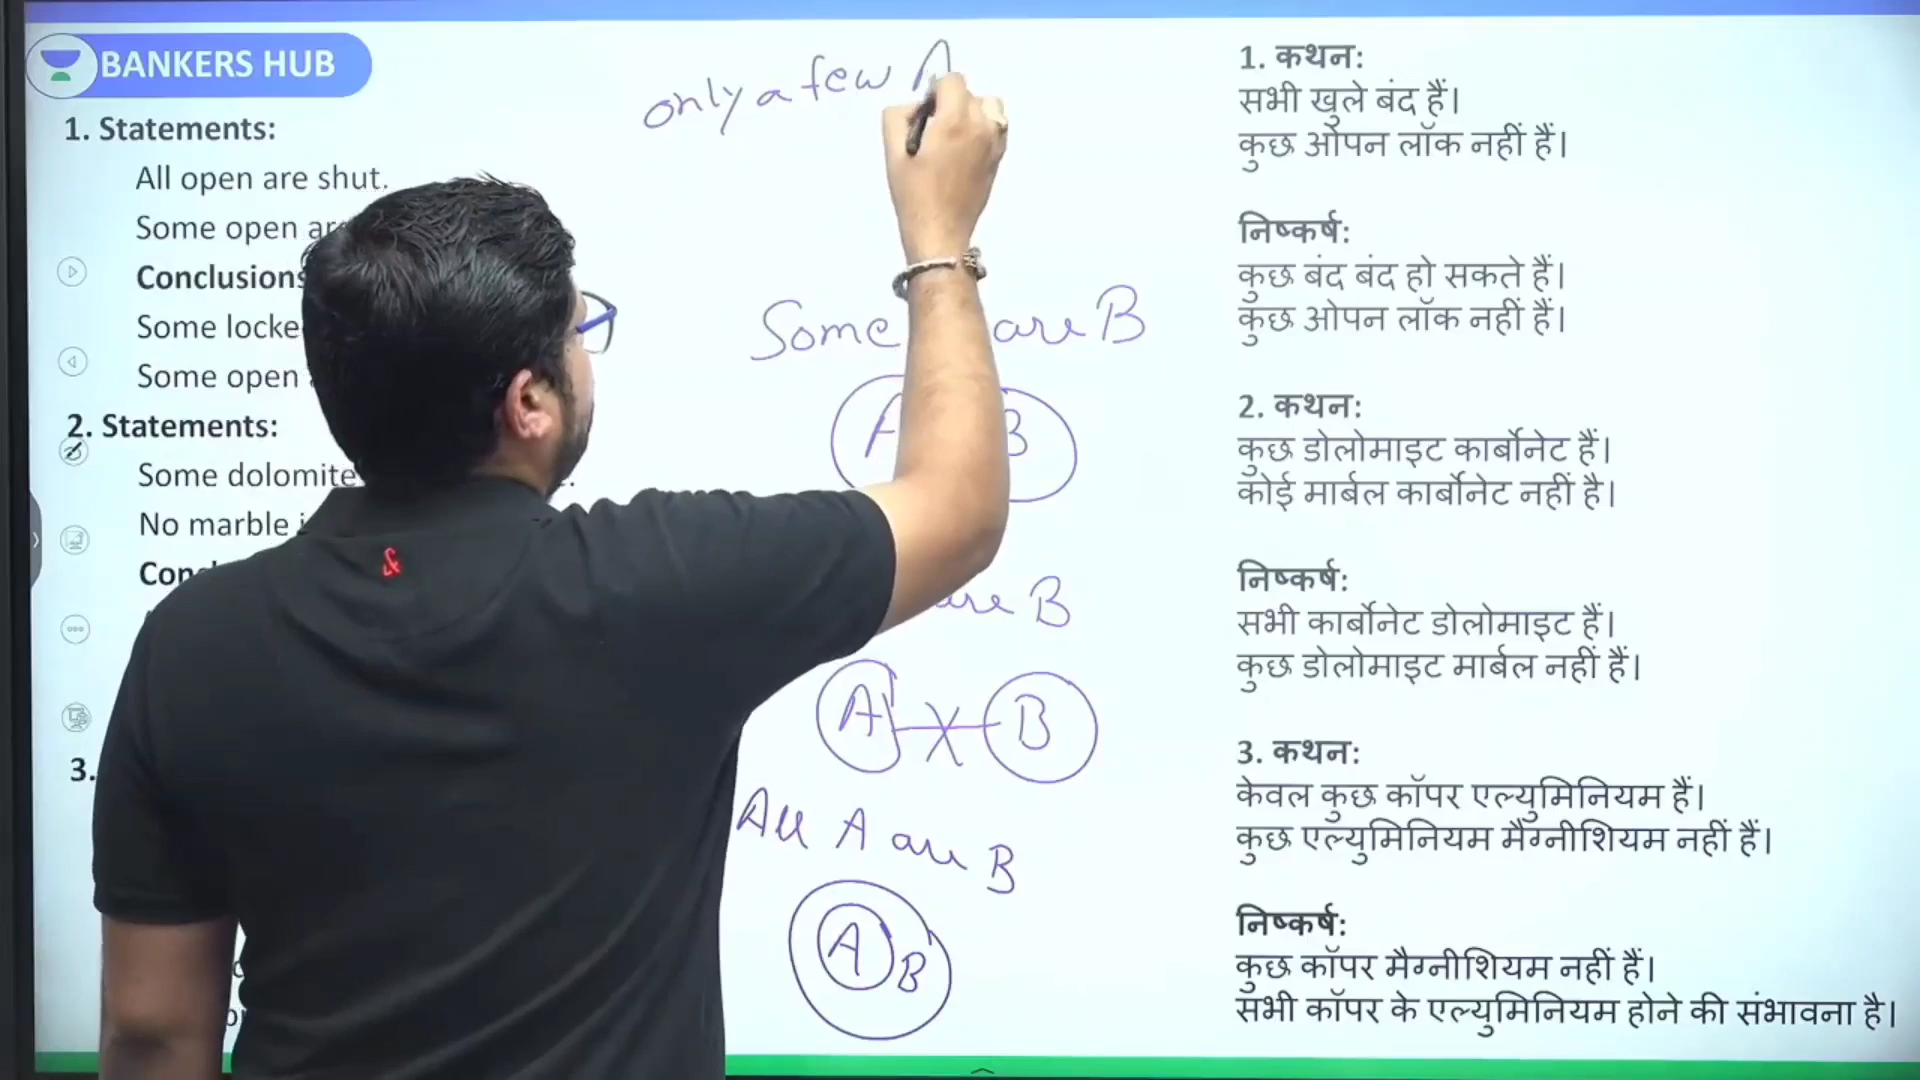 BANKERS HUB
1. Statements:
All open are shut.
Some open
Conclusions
Some
Some open
2. Statements:
Some dolomite
No marble
3.
only a few A
Some are B
A B
are B
A B
All A are B
A B
1. कथन:
सभी खुले बंद हैं।
कुछ ओपन लॉक नहीं हैं।
निष्कर्ष:
कुछ बंद बंद हो सकते हैं।
कुछ ओपन लॉक नहीं हैं।
2. कथन:
कुछ डोलोमाइट कार्बोनेट हैं।
कोई मार्बल कार्बोनेट नहीं है।
निष्कर्ष:
सभी कार्बोनेट डोलोमाइट हैं।
कुछ डोलोमाइट मार्बल नहीं हैं।
3. कथन:
केवल कुछ कॉपर एल्युमिनियम हैं।
कुछ एल्युमिनियम मैग्नीशियम नहीं हैं।
निष्कर्ष:
कुछ कॉपर मैग्नीशियम नहीं हैं।
सभी कॉपर के एल्युमिनियम होने की संभावना है।